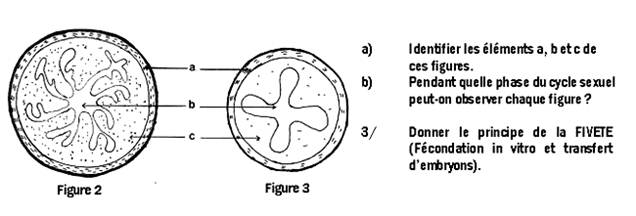 a) Identifier les éléments a, b et c de
ces figures.
b) Pendant quelle phase du cycle sexuel
peut-on observer chaque figure ?
3/ Donner le principe de la FIVETE
(Fécondation in vitro et transfert
d'embryons).
a
b
c
Figure 2
Figure 3